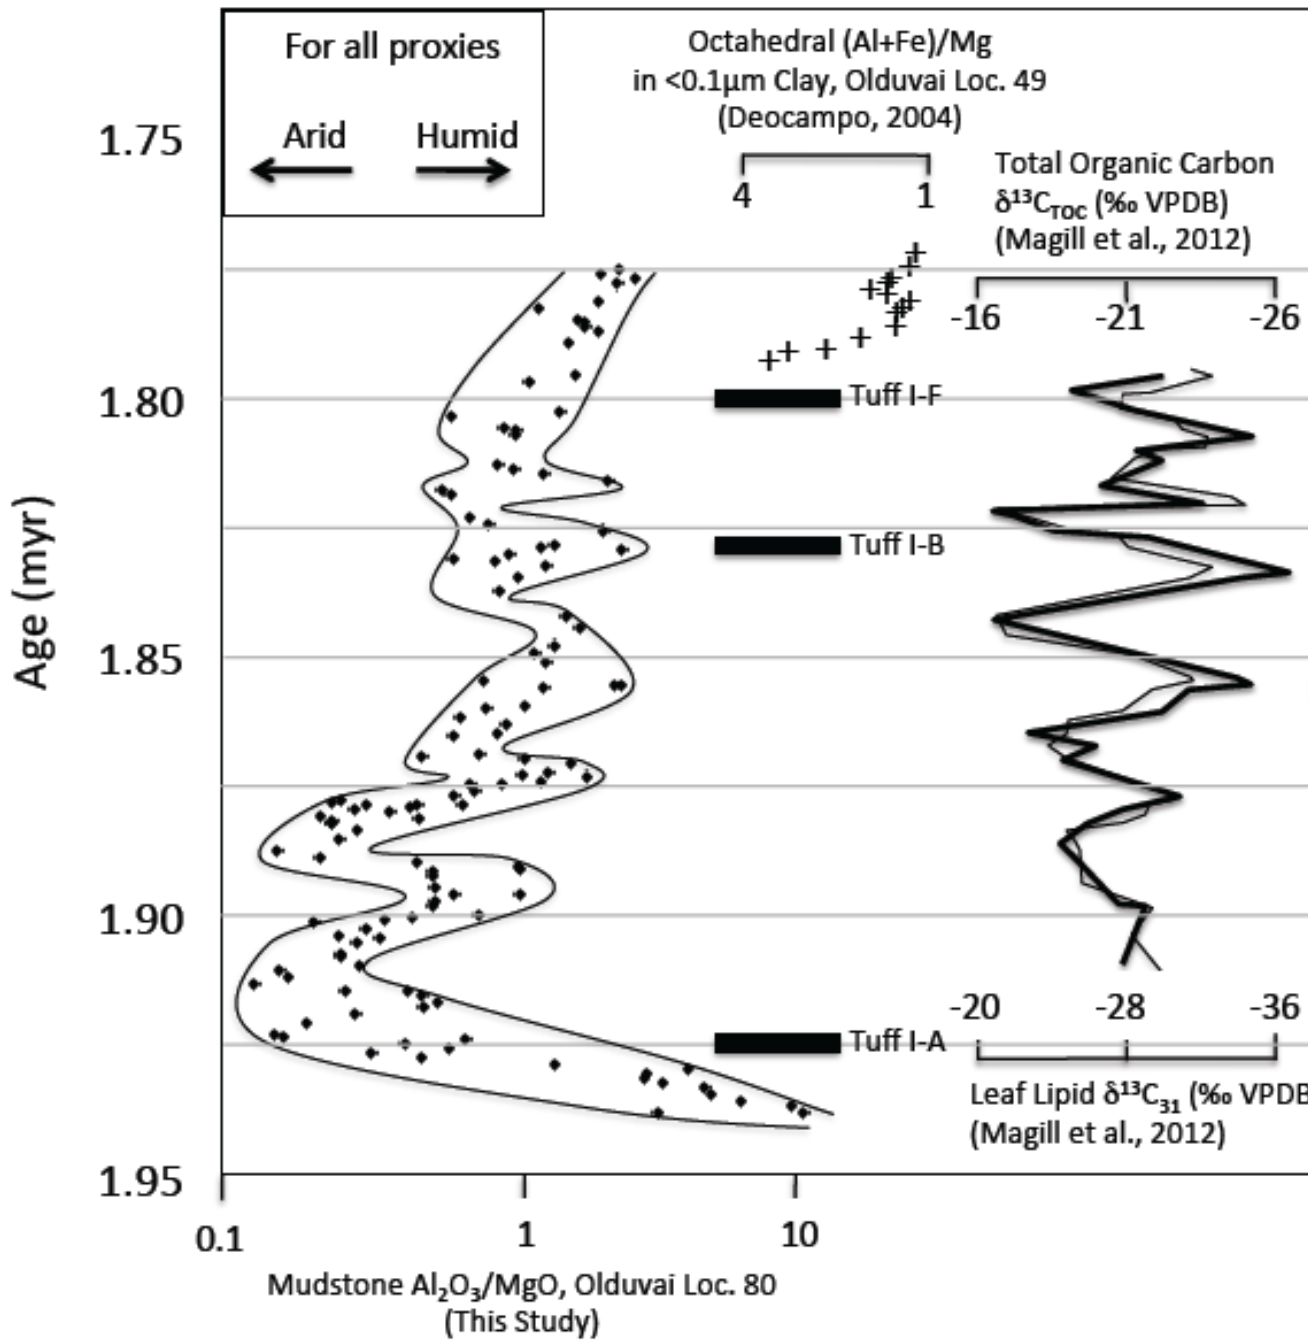 For all proxies
Arid
Humid
Octahedral (Al+Fe)/Mg
in <0.1μm Clay, Olduvai Loc. 49
(Deocampo, 2004)
4
1
Total Organic Carbon
δ¹³C_TOC (‰ VPDB)
(Magill et al., 2012)
-16
-21
-26
Age (myr)
1.75
1.80
1.85
1.90
1.95
Tuff I-F
Tuff I-B
Tuff I-A
-20
-28
-36
Leaf Lipid δ¹³C₃₁ (‰ VPDB
(Magill et al., 2012)
0.1
1
10
Mudstone Al₂O₃/MgO, Olduvai Loc. 80
(This Study)